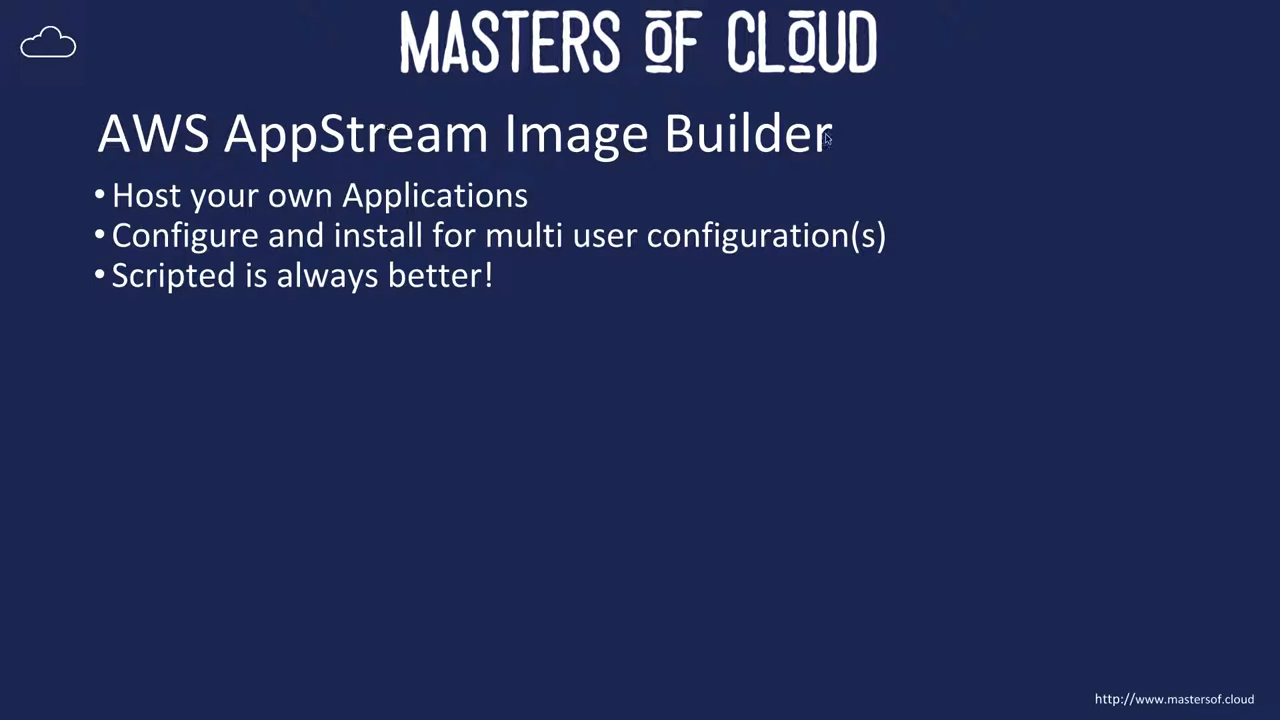 MASTERS OF CLOUD
AWS AppStream Image Builder
• Host your own Applications
• Configure and install for multi user configuration(s)
• Scripted is always better!
http://www.mastersof.cloud